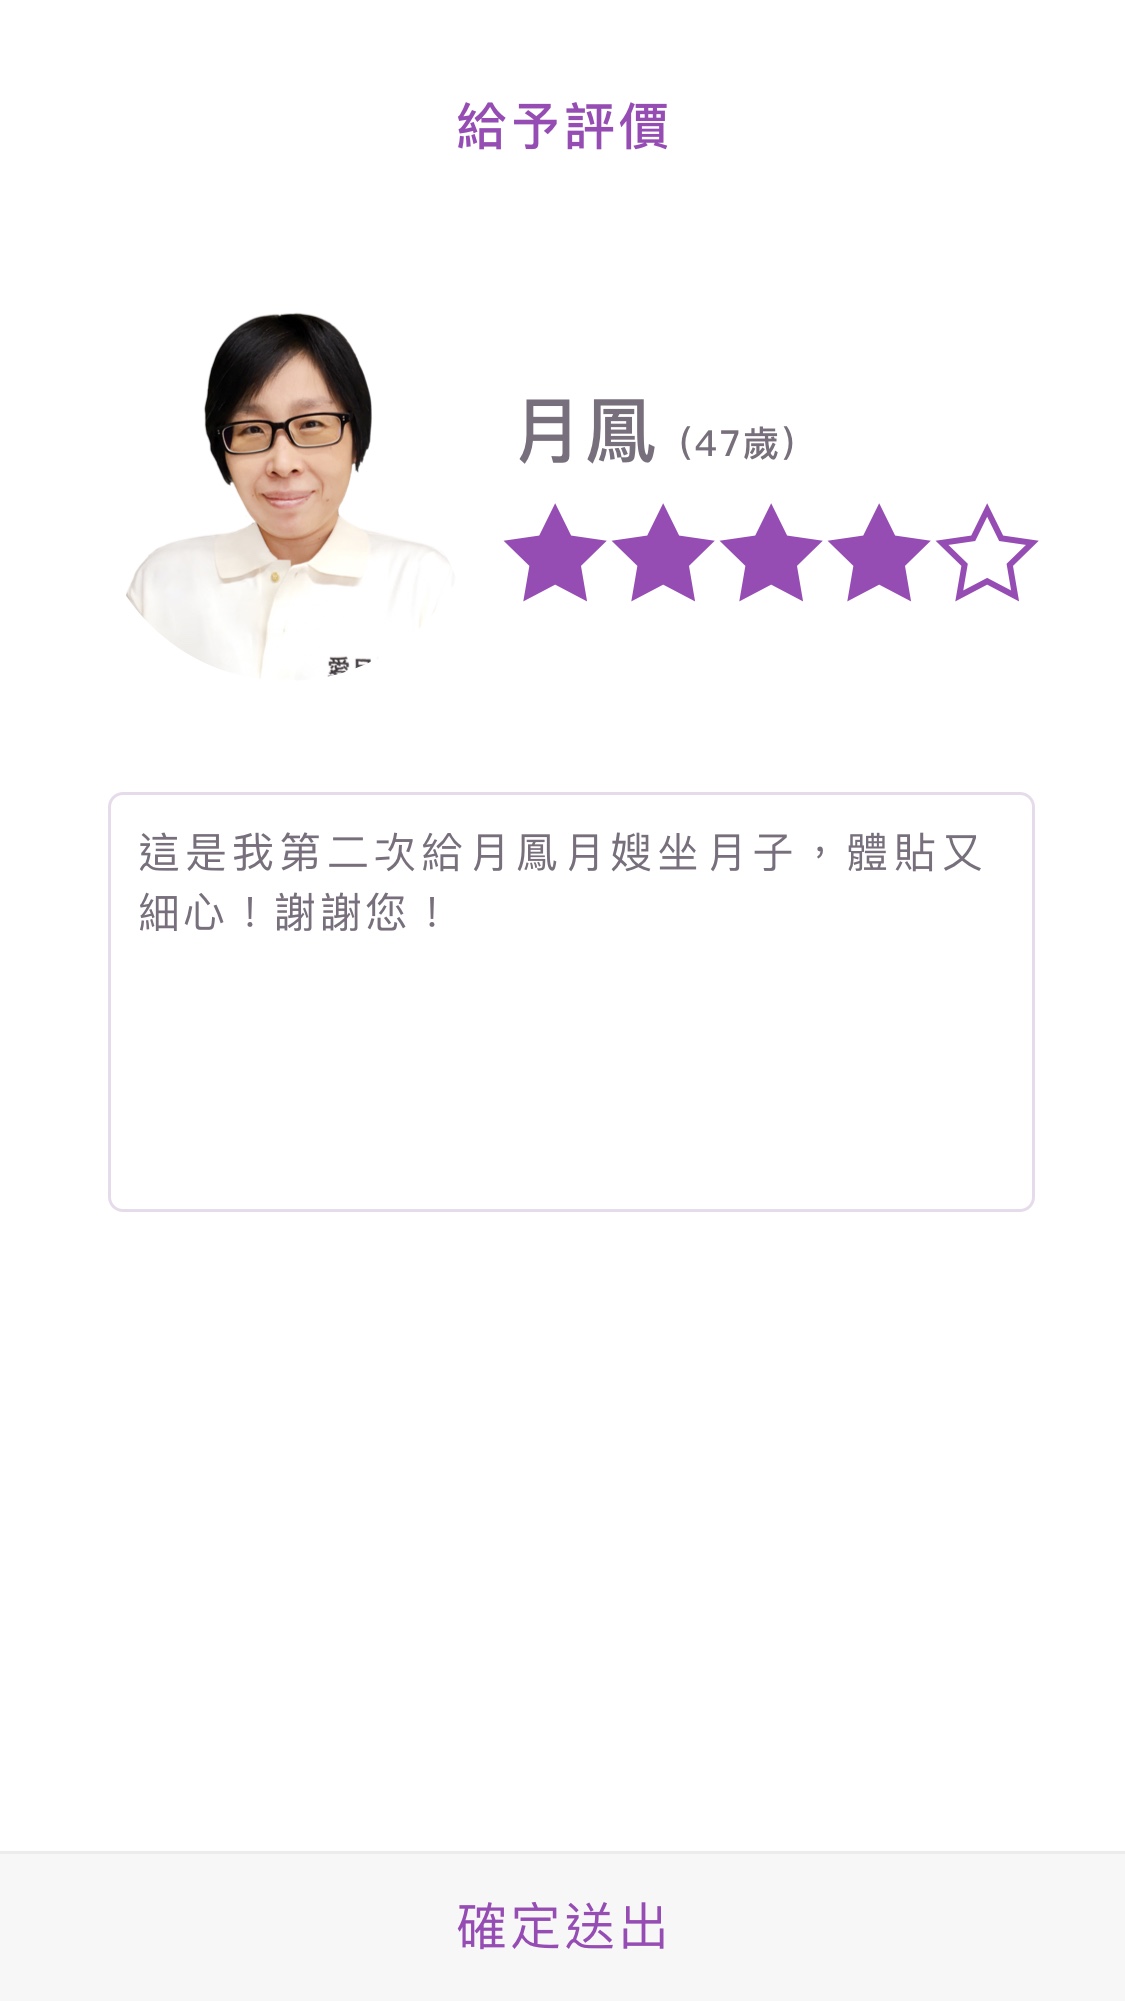 給予評價
月鳳 (47歲)
愛
這是我第二次給月鳳月嫂坐月子，體貼又
細心！謝謝您！
確定送出